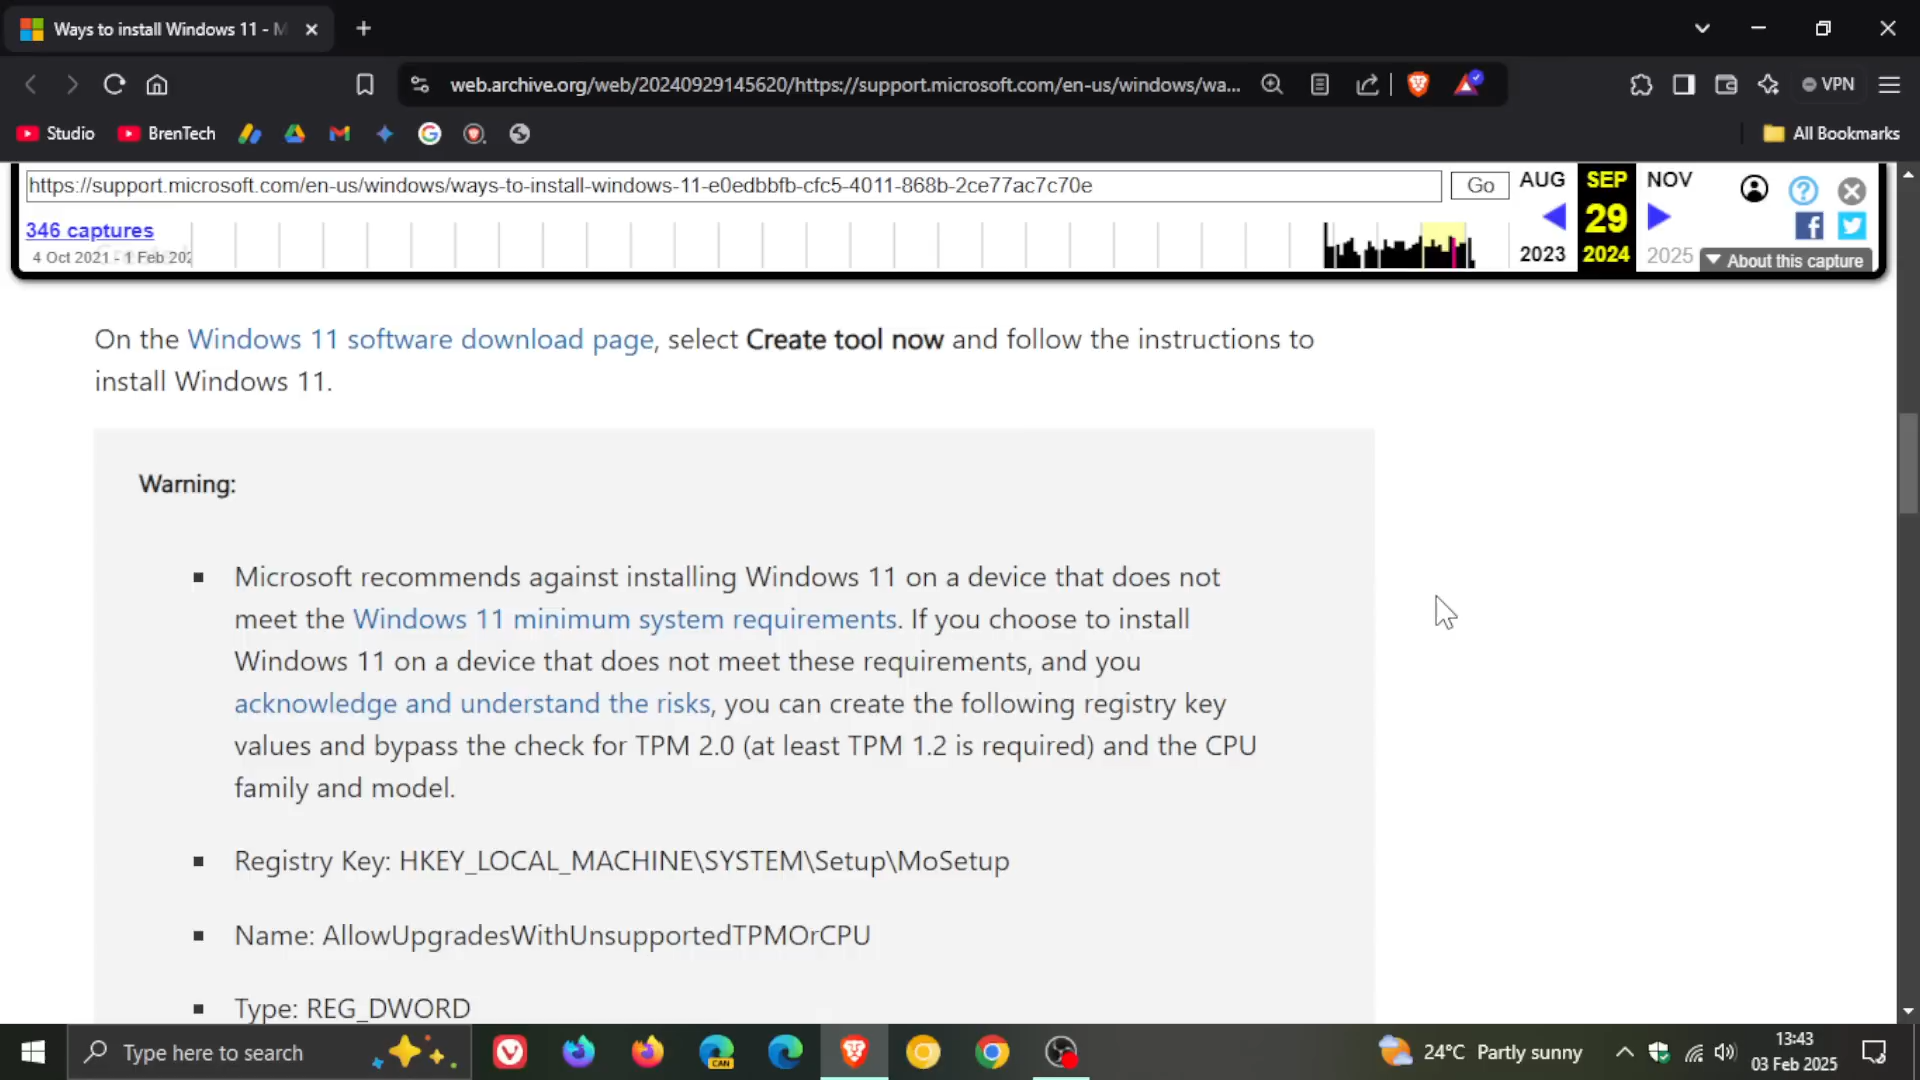 Ways to install Windows 11 - M
web.archive.org/web/20240929145620/https://support.microsoft.com/en-us/windows/wa...
VPN
Studio
BrenTech
All Bookmarks
https://support.microsoft.com/en-us/windows/ways-to-install-windows-11-e0edbbfb-cfc5-4011-868b-2ce77ac7c70e
Go
AUG
SEP
NOV
346 captures
29
4 Oct 2021 - 1 Feb 202
2023
2024
2025
About this capture
On the Windows 11 software download page, select Create tool now and follow the instructions to
install Windows 11.
Warning:
Microsoft recommends against installing Windows 11 on a device that does not
meet the Windows 11 minimum system requirements. If you choose to install
Windows 11 on a device that does not meet these requirements, and you
acknowledge and understand the risks, you can create the following registry key
values and bypass the check for TPM 2.0 (at least TPM 1.2 is required) and the CPU
family and model.
Registry Key: HKEY_LOCAL_MACHINE\SYSTEM\Setup\MoSetup
Name: AllowUpgradesWithUnsupportedTPMOrCPU
Type: REG_DWORD
Type here to search
CAN
24°C Partly sunny
13:43
03 Feb 2025